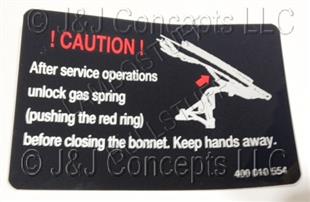 © J&J Concepts LLC
! CAUTION !
After service operations
unlock gas spring
(pushing the red ring)
before closing the bonnet. Keep hands away.
© J&J Concepts LLC
400 010 554